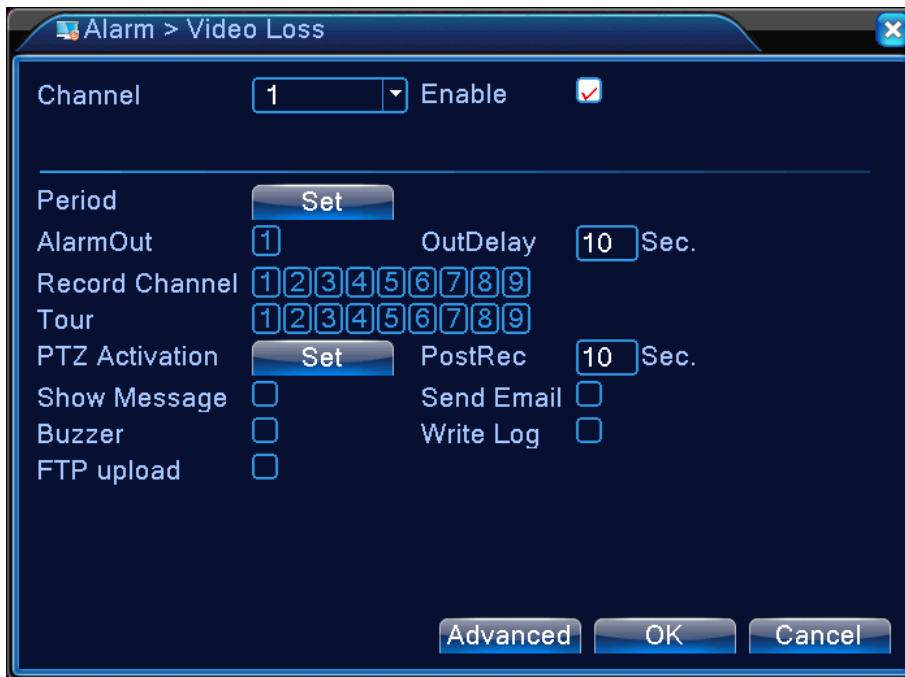 Alarm > Video Loss
Channel 1 Enable
Period Set
AlarmOut 1 OutDelay 10 Sec.
Record Channel 1 2 3 4 5 6 7 8 9
Tour 1 2 3 4 5 6 7 8 9
PTZ Activation Set PostRec 10 Sec.
Show Message Send Email
Buzzer Write Log
FTP upload
Advanced OK Cancel